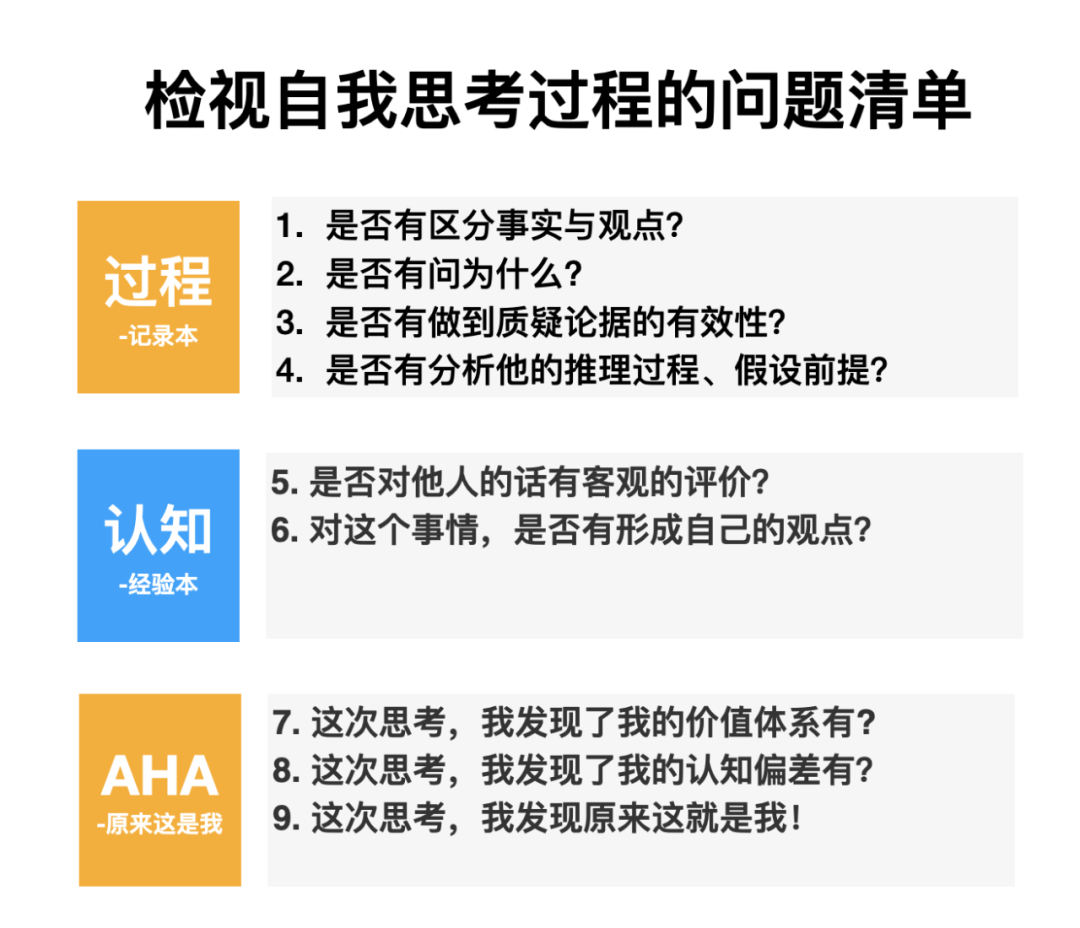 检视自我思考过程的问题清单
过程
-记录本
1. 是否有区分事实与观点?
2. 是否有问为什么?
3. 是否有做到质疑论据的有效性?
4. 是否有分析他的推理过程、假设前提?
认知
-经验本
5. 是否对他人的话有客观的评价?
6. 对这个事情，是否有形成自己的观点?
AHA
-原来这是我
7. 这次思考，我发现了我的价值体系有?
8. 这次思考，我发现了我的认知偏差有?
9. 这次思考，我发现原来这就是我!